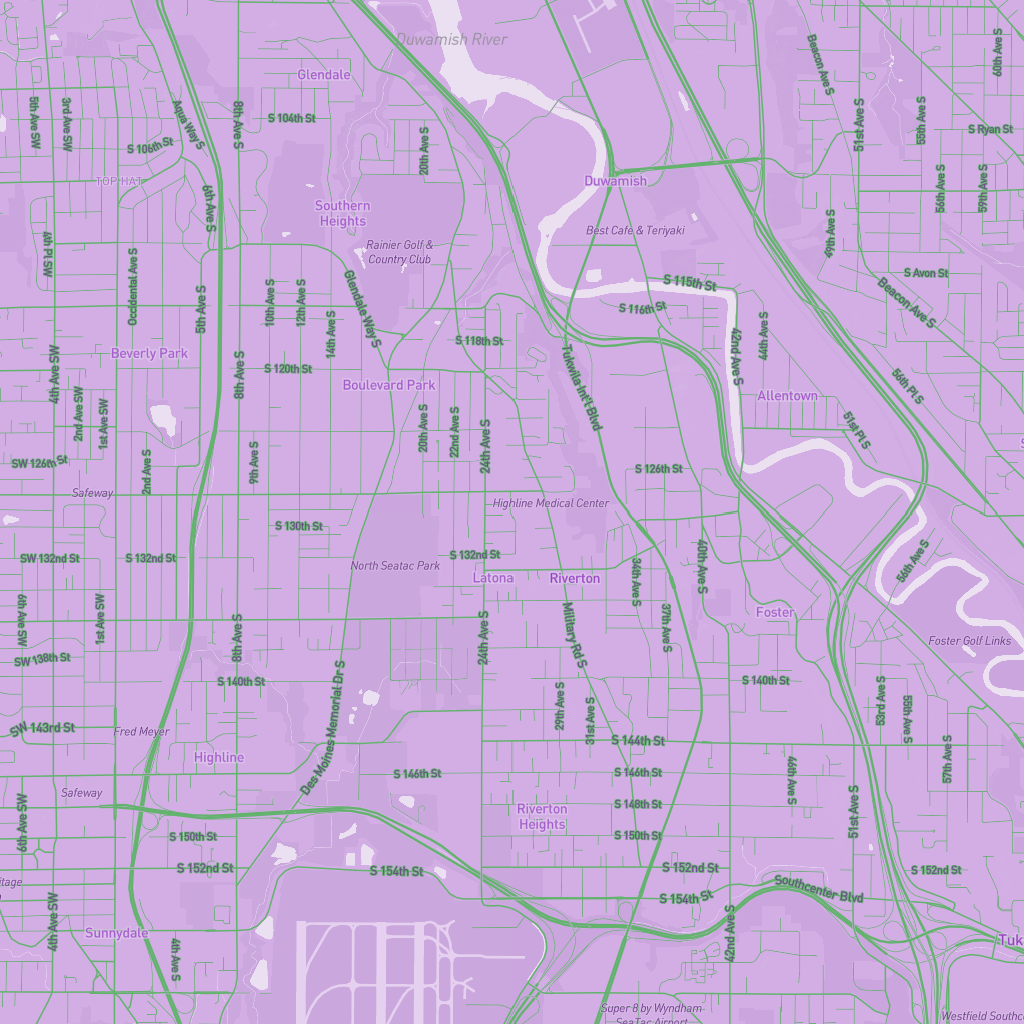 Duwamish River
Glendale
Beacon Ave S
60th Ave S
5th Ave SW
3rd Ave SW
Aqua Way S
8th Ave S
S 104th St
20th Ave S
51st Ave S
55th Ave S
S Ryan St
S 106th St
TOP HAT
6th Ave S
Duwamish
56th Ave S
59th Ave S
Southern
Heights
49th Ave S
Best Cafe & Teriyaki
4th Pl SW
Occidental Ave S
Rainier Golf &
Country Club
S Avon St
5th Ave S
10th Ave S
12th Ave S
14th Ave S
Glendale Way S
S 115th St
S 116th St
Beacon Ave S
42nd Ave S
44th Ave S
Beverly Park
S 118th St
4th Ave SW
8th Ave S
S 120th St
Boulevard Park
Tukwila Int'l Blvd
Allentown
56th Pl S
2nd Ave SW
1st Ave SW
20th Ave S
22nd Ave S
24th Ave S
51st Pl S
SW 126th St
2nd Ave S
9th Ave S
S 126th St
Safeway
Highline Medical Center
S 130th St
SW 132nd St
S 132nd St
S 132nd St
North Seatac Park
Latona
Riverton
34th Ave S
40th Ave S
56th Ave S
6th Ave SW
1st Ave SW
8th Ave S
24th Ave S
Military Rd S
37th Ave S
Foster
Foster Golf Links
SW 138th St
S 140th St
S 140th St
Des Moines Memorial Dr S
29th Ave S
31st Ave S
53rd Ave S
55th Ave S
SW 143rd St
Fred Meyer
S 144th St
Highline
S 146th St
S 146th St
46th Ave S
57th Ave S
Safeway
6th Ave SW
Riverton
Heights
S 148th St
51st Ave S
S 150th St
S 150th St
S 152nd St
S 154th St
S 152nd St
S 152nd St
S 154th St
Southcenter Blvd
4th Ave SW
Sunnydale
4th Ave S
42nd Ave S
Tuk
Super 8 by Wyndham
SeaTac Airport
Westfield Southc